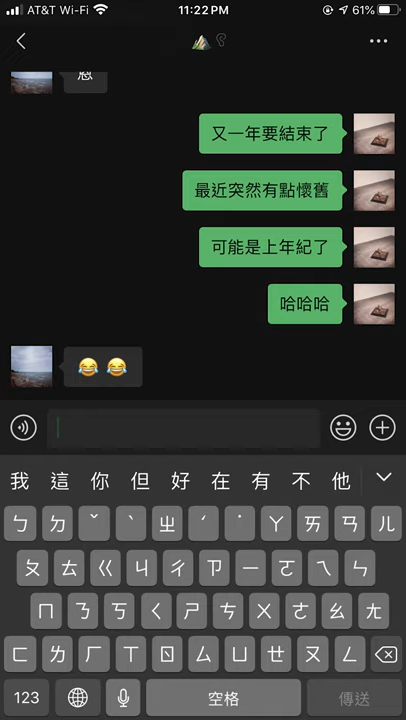 AT&T Wi-Fi 11:22 PM 61%
又一年要結束了
最近突然有點懷舊
可能是上年紀了
哈哈哈
我 這 你 但 好 在 有 不 他
ㄅ ㄉ ˇ ˋ ㄓ ˊ ˙ ㄚ ㄞ ㄢ ㄦ
ㄆ ㄊ ㄍ ㄐ ㄔ ㄗ ㄧ ㄛ ㄟ ㄣ
ㄇ ㄋ ㄎ ㄑ ㄕ ㄘ ㄨ ㄜ ㄠ ㄤ
ㄈ ㄌ ㄏ ㄒ ㄖ ㄙ ㄩ ㄝ ㄡ ㄥ
123 空格 傳送